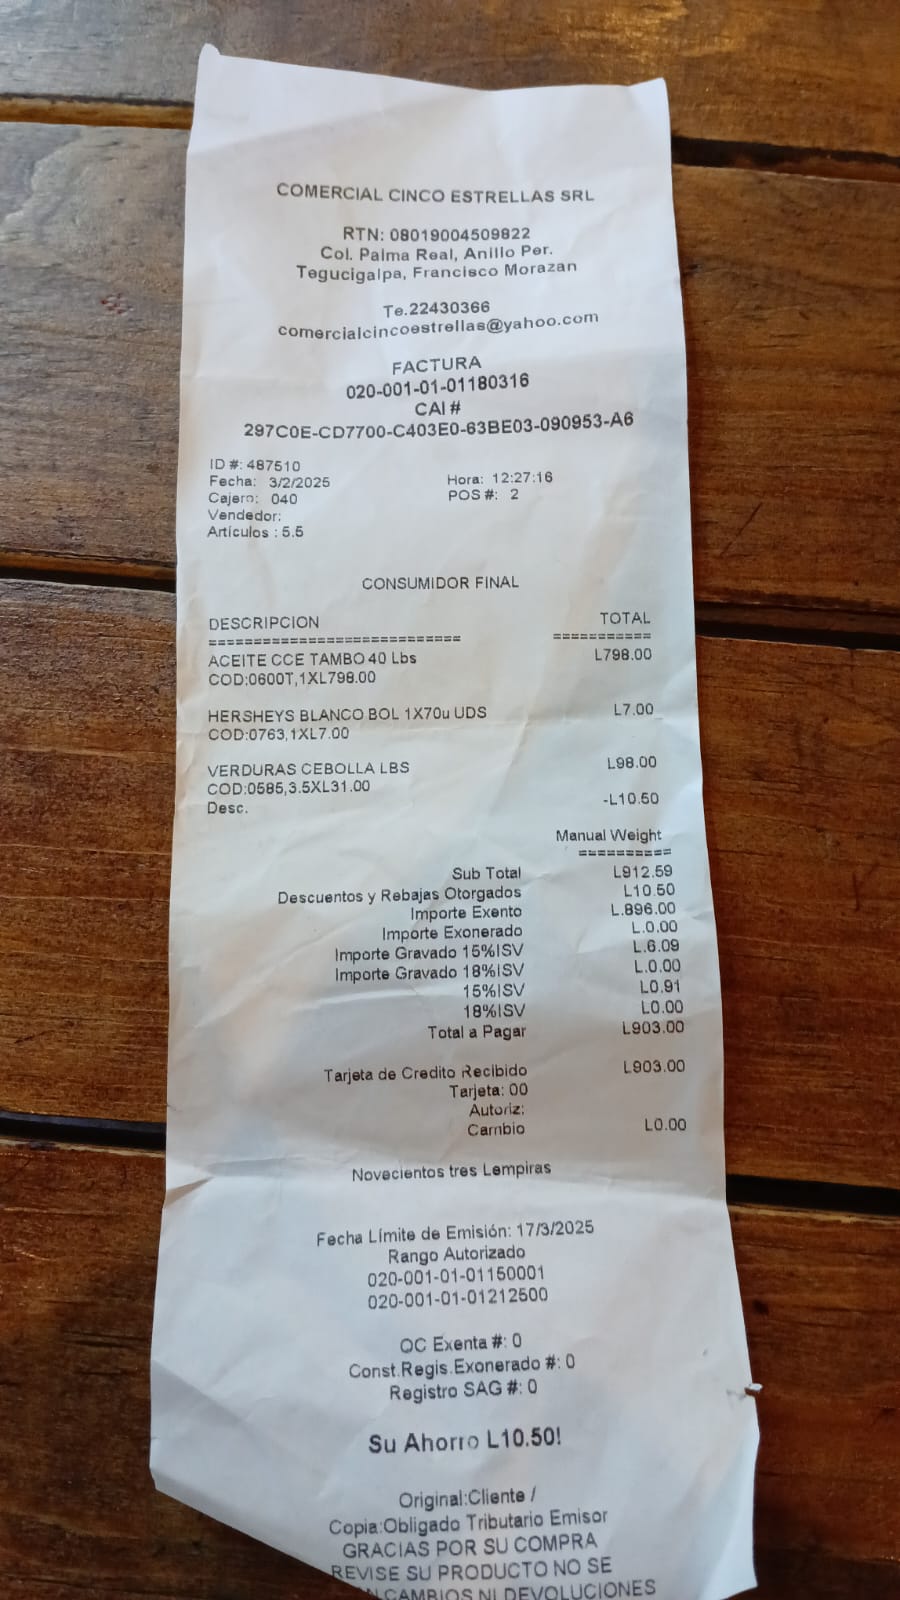 COMERCIAL CINCO ESTRELLAS SRL
RTN: 08019004509822
Col. Palma Real, Anillo Per.
Tegucigalpa, Francisco Morazan
Te.22430366
comercialcincoestrellas@yahoo.com
FACTURA
020-001-01-01180316
CAI #
297C0E-CD7700-C403E0-63BE03-090953-A6
ID #: 487510
Fecha: 3/2/2025 Hora: 12:27:16
Cajero: 040 POS #: 2
Vendedor:
Artículos : 5.5
CONSUMIDOR FINAL
DESCRIPCION TOTAL
============================ ===========
ACEITE CCE TAMBO 40 Lbs L798.00
COD:0600T,1XL798.00
HERSHEYS BLANCO BOL 1X70u UDS L7.00
COD:0763,1XL7.00
VERDURAS CEBOLLA LBS L98.00
COD:0585,3.5XL31.00
Desc. -L10.50
Manual Weight
==========
Sub Total L912.59
Descuentos y Rebajas Otorgados L10.50
Importe Exento L.896.00
Importe Exonerado L.0.00
Importe Gravado 15%ISV L.6.09
Importe Gravado 18%ISV L.0.00
15%ISV L0.91
18%ISV L0.00
Total a Pagar L903.00
Tarjeta de Credito Recibido L903.00
Tarjeta: 00
Autoriz:
Cambio L0.00
Novecientos tres Lempiras
Fecha Límite de Emisión: 17/3/2025
Rango Autorizado
020-001-01-01150001
020-001-01-01212500
OC Exenta #: 0
Const.Regis.Exonerado #: 0
Registro SAG #: 0
Su Ahorro L10.50!
Original:Cliente /
Copia:Obligado Tributario Emisor
GRACIAS POR SU COMPRA
REVISE SU PRODUCTO NO SE
CAMBIOS NI DEVOLUCIONES